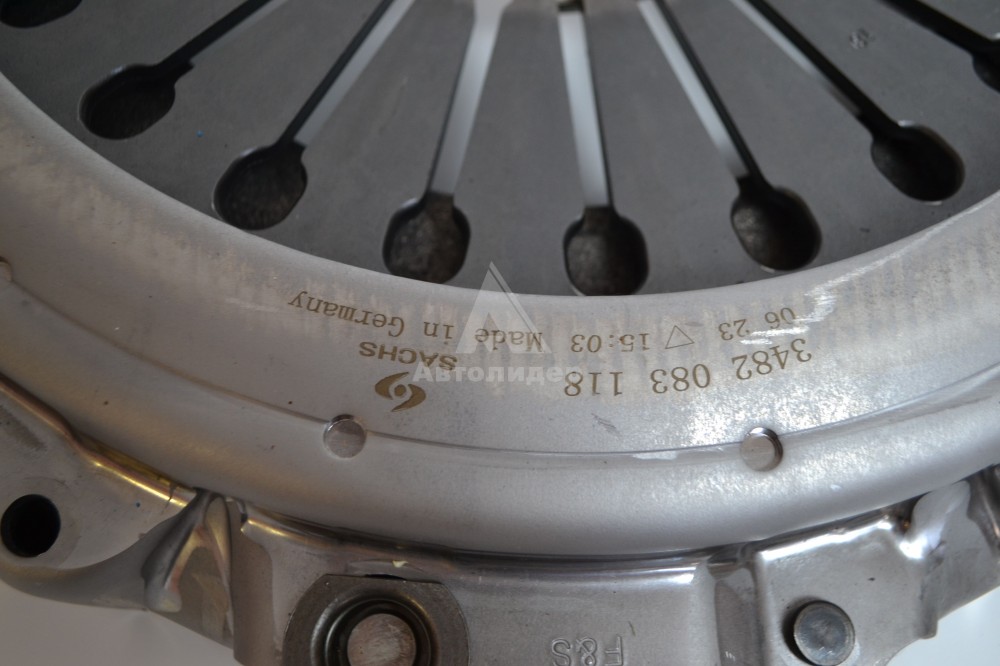 3482 083 118
SACHS
06 23 ▽ 15:03 Made in Germany
F&S
Автолидер